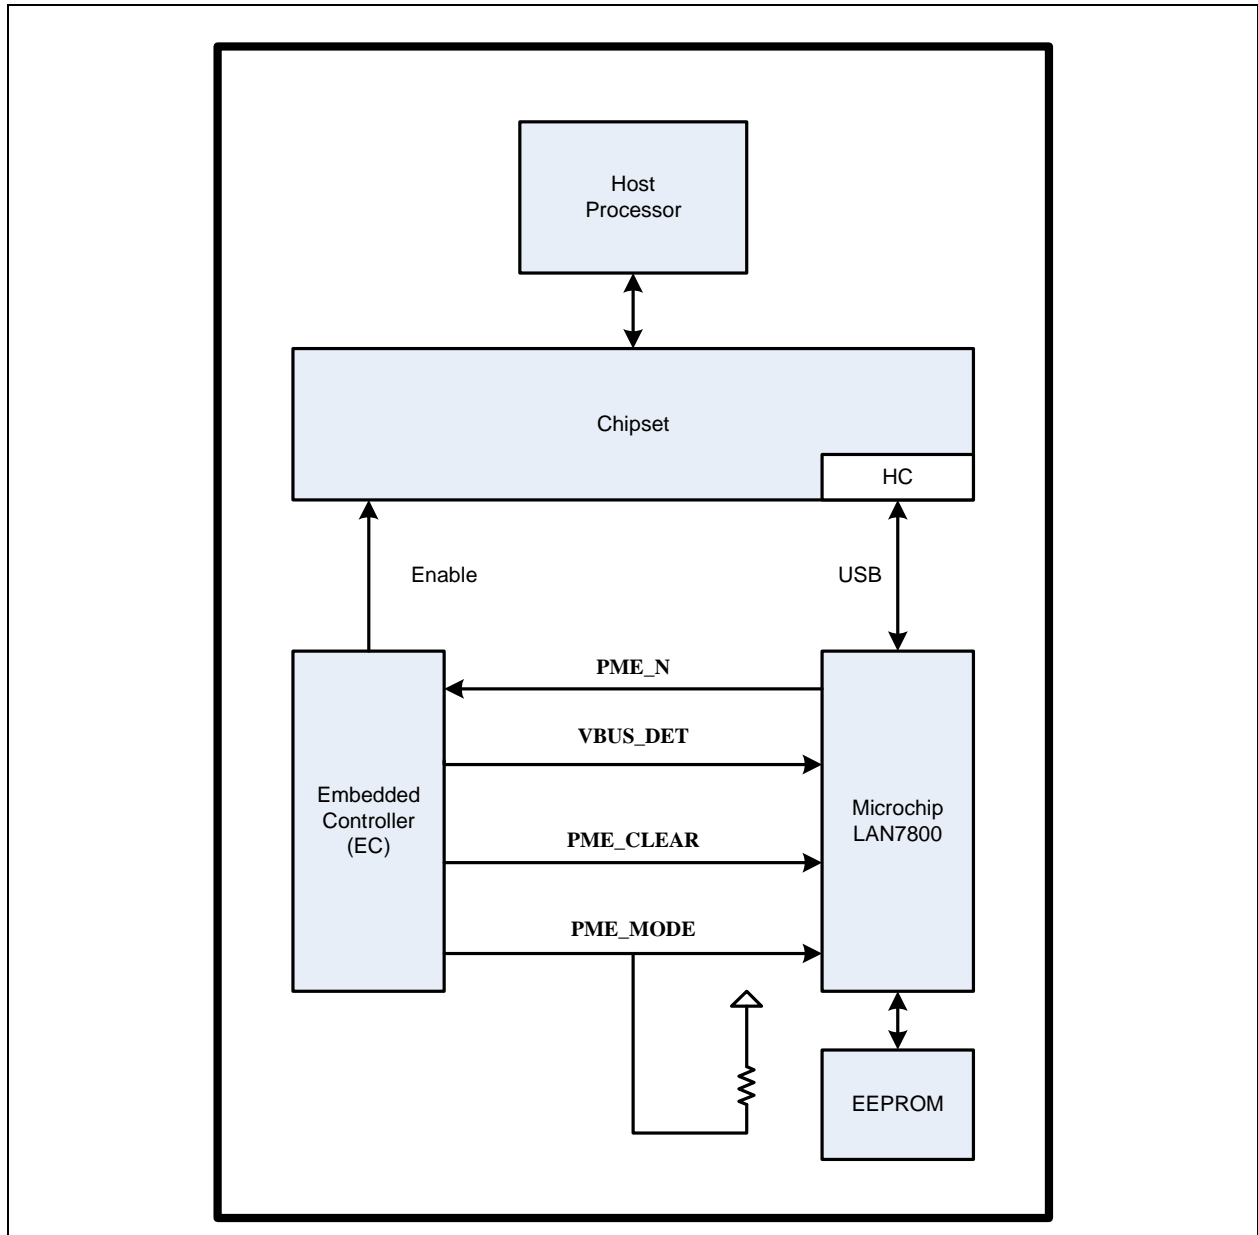 Host
Processor
Chipset
HC
Enable
USB
PME_N
VBUS_DET
Embedded
Controller
(EC)
Microchip
LAN7800
PME_CLEAR
PME_MODE
EEPROM